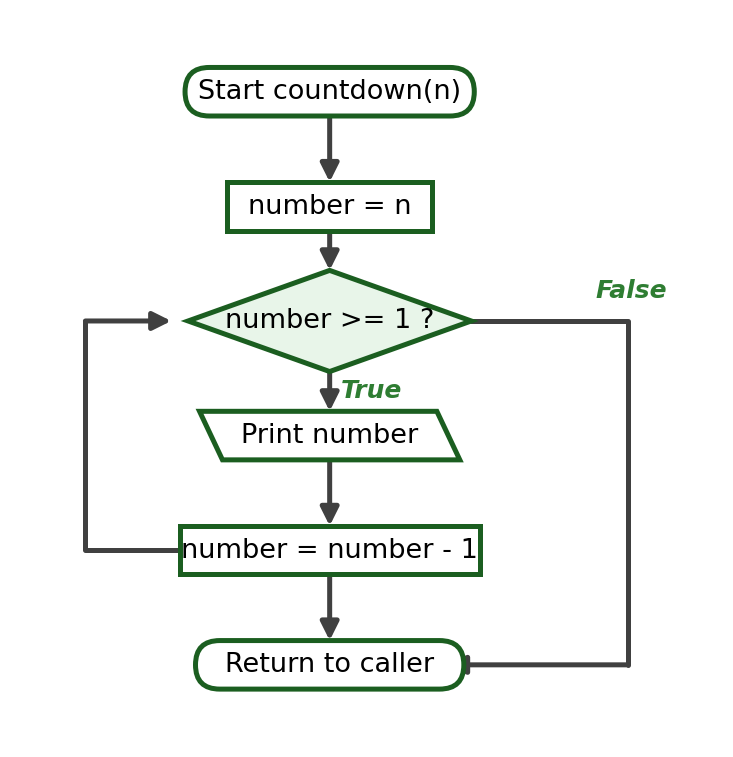 Start countdown(n)
number = n
number >= 1 ?
False
True
Print number
number = number - 1
Return to caller